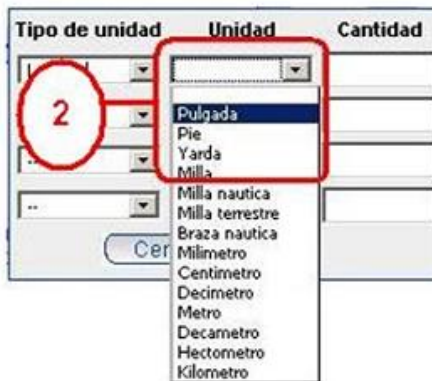 Tipo de unidad Unidad Cantidad
2
Pulgada
Pie
Yarda
Milla
Milla nautica
-- Milla terrestre
Braza nautica
Cer Milimetro
Centimetro
Decimetro
Metro
Decametro
Hectometro
Kilometro